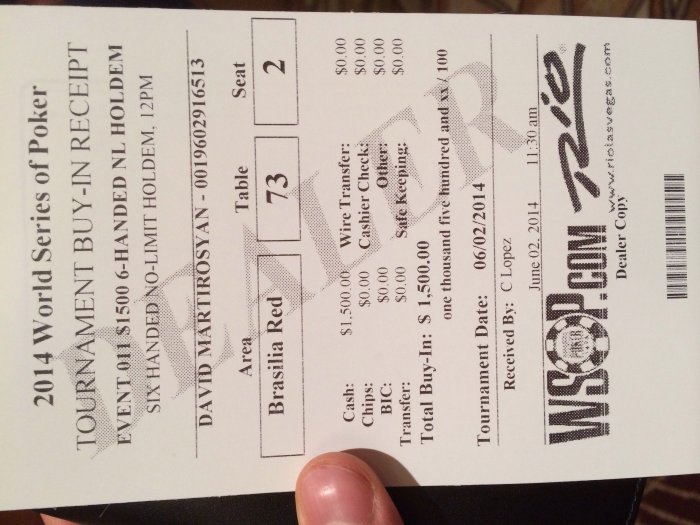 2014 World Series of Poker
TOURNAMENT BUY-IN RECEIPT
EVENT 011 $1500 6-HANDED NL HOLDEM
SIX HANDED NO-LIMIT HOLDEM, 12PM
DAVID MARTIROSYAN - 0019602916513
Area Table Seat
Brasilia Red 73 2
DEALER
Cash: $1,500.00 Wire Transfer: $0.00
Chips: $0.00 Cashier Check: $0.00
BIC: $0.00 Other: $0.00
Transfer: $0.00 Safe Keeping: $0.00
Total Buy-In: $ 1,500.00
one thousand five hundred and xx / 100
Tournament Date: 06/02/2014
Received By: C Lopez
June 02, 2014 11:30 am
WSOP.COM RIO
www.riolasvegas.com
Dealer Copy